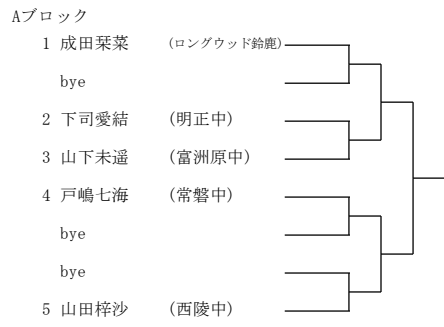 Aブロック
1 成田栞菜 (ロングウッド鈴鹿)
bye
2 下司愛結 (明正中)
3 山下未遥 (富洲原中)
4 戸嶋七海 (常磐中)
bye
bye
5 山田梓沙 (西陵中)